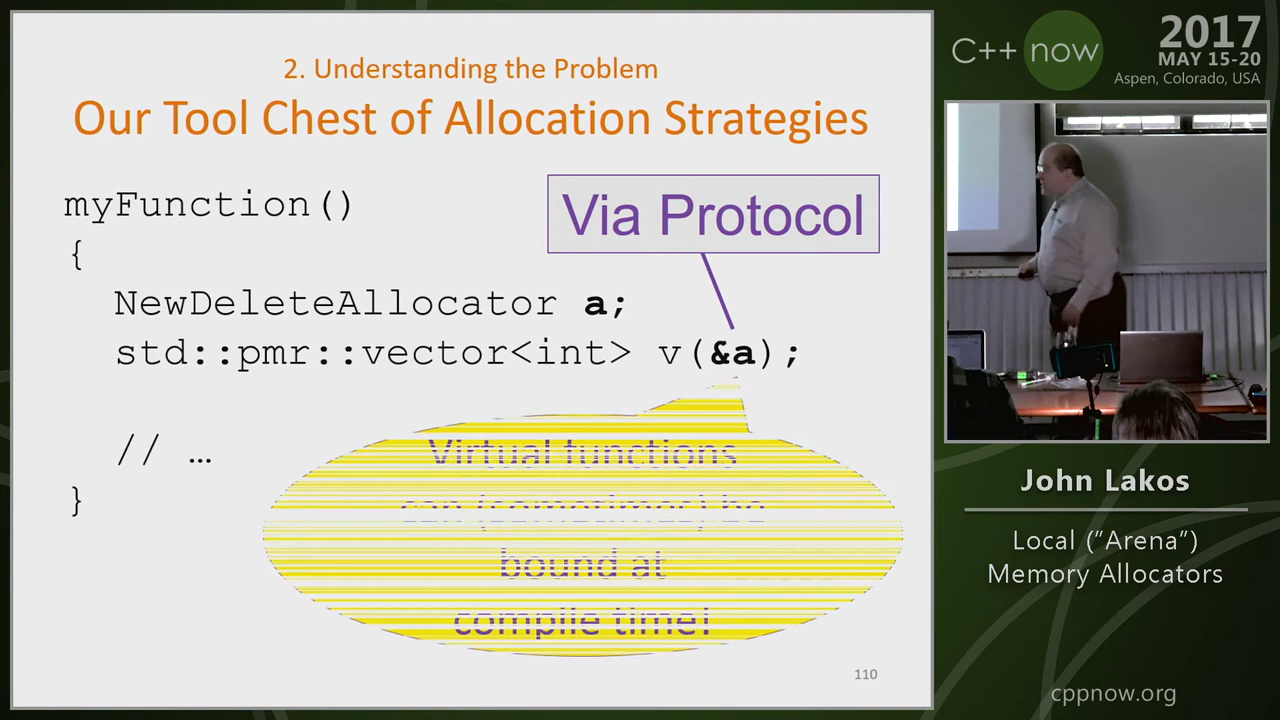 2. Understanding the Problem
Our Tool Chest of Allocation Strategies
myFunction()
{
NewDeleteAllocator a;
std::pmr::vector<int> v(&a);
// …
}
Via Protocol
Virtual functions
can (sometimes) be
bound at
compile time!
110
C++ now
2017
MAY 15-20
Aspen, Colorado, USA
John Lakos
Local ("Arena")
Memory Allocators
cppnow.org